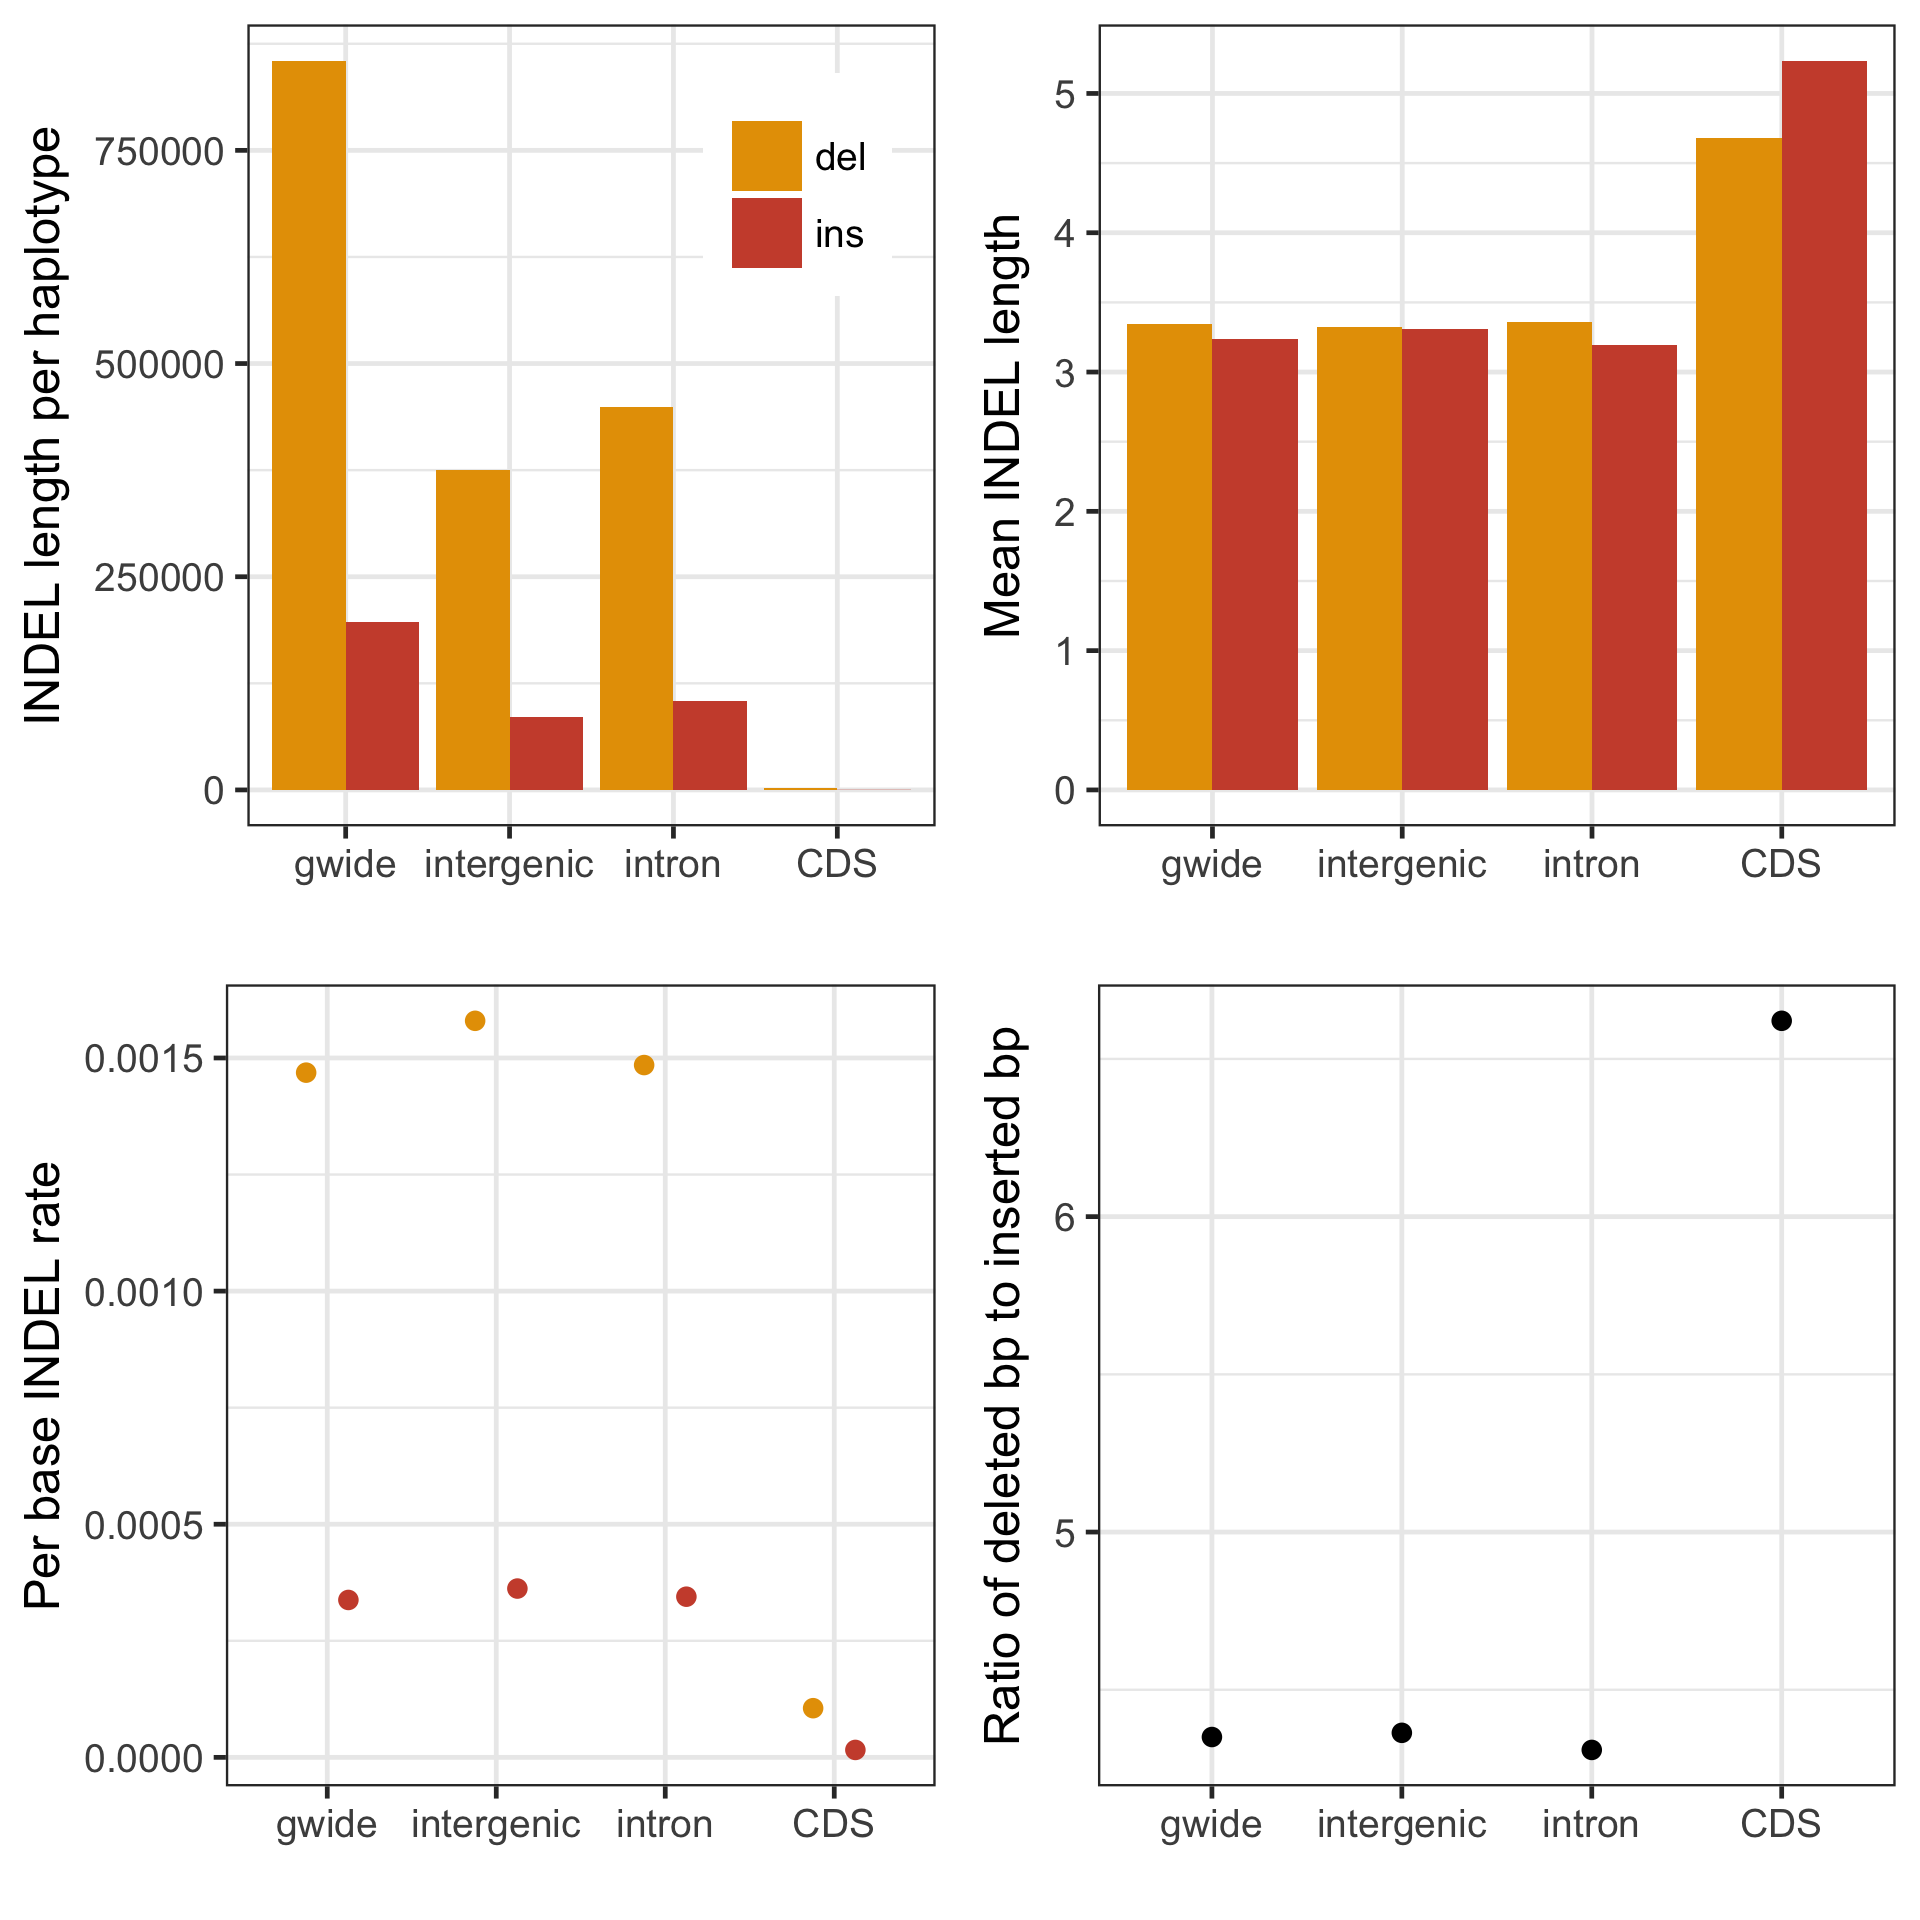 INDEL length per haplotype
750000
500000
250000
0
del
ins
gwide intergenic intron CDS
Mean INDEL length
5
4
3
2
1
0
gwide intergenic intron CDS
Per base INDEL rate
0.0015
0.0010
0.0005
0.0000
gwide intergenic intron CDS
Ratio of deleted bp to inserted bp
6
5
gwide intergenic intron CDS